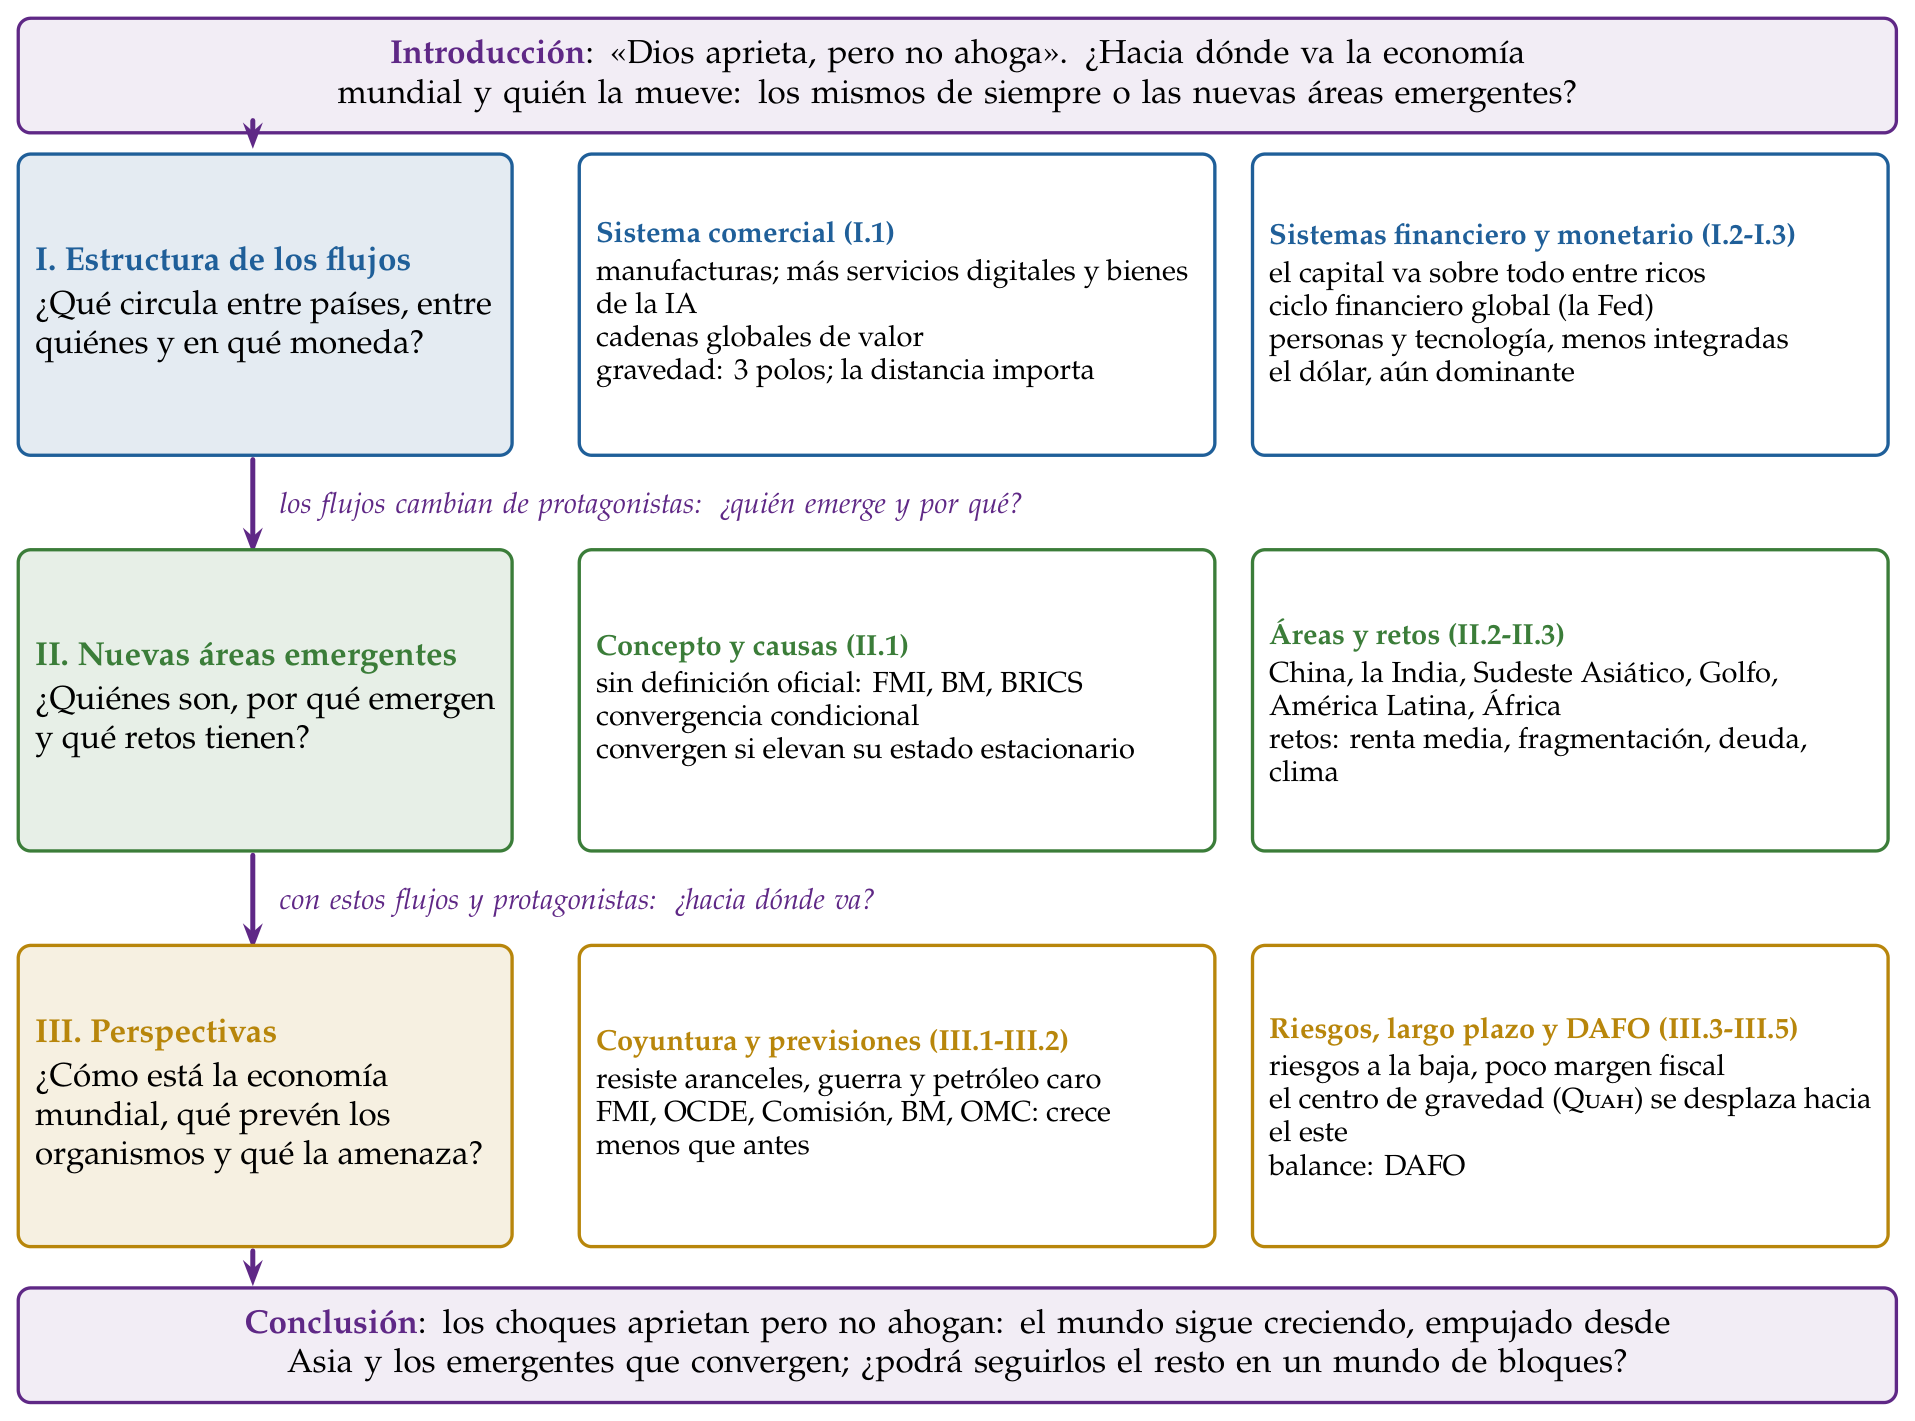 Introducción: «Dios aprieta, pero no ahoga». ¿Hacia dónde va la economía
mundial y quién la mueve: los mismos de siempre o las nuevas áreas emergentes?
I. Estructura de los flujos
¿Qué circula entre países, entre
quiénes y en qué moneda?
Sistema comercial (I.1)
manufacturas; más servicios digitales y bienes
de la IA
cadenas globales de valor
gravedad: 3 polos; la distancia importa
Sistemas financiero y monetario (I.2-I.3)
el capital va sobre todo entre ricos
ciclo financiero global (la Fed)
personas y tecnología, menos integradas
el dólar, aún dominante
los flujos cambian de protagonistas: ¿quién emerge y por qué?
II. Nuevas áreas emergentes
¿Quiénes son, por qué emergen
y qué retos tienen?
Concepto y causas (II.1)
sin definición oficial: FMI, BM, BRICS
convergencia condicional
convergen si elevan su estado estacionario
Áreas y retos (II.2-II.3)
China, la India, Sudeste Asiático, Golfo,
América Latina, África
retos: renta media, fragmentación, deuda,
clima
con estos flujos y protagonistas: ¿hacia dónde va?
III. Perspectivas
¿Cómo está la economía
mundial, qué prevén los
organismos y qué la amenaza?
Coyuntura y previsiones (III.1-III.2)
resiste aranceles, guerra y petróleo caro
FMI, OCDE, Comisión, BM, OMC: crece
menos que antes
Riesgos, largo plazo y DAFO (III.3-III.5)
riesgos a la baja, poco margen fiscal
el centro de gravedad (Quah) se desplaza hacia
el este
balance: DAFO
Conclusión: los choques aprietan pero no ahogan: el mundo sigue creciendo, empujado desde
Asia y los emergentes que convergen; ¿podrá seguirlos el resto en un mundo de bloques?